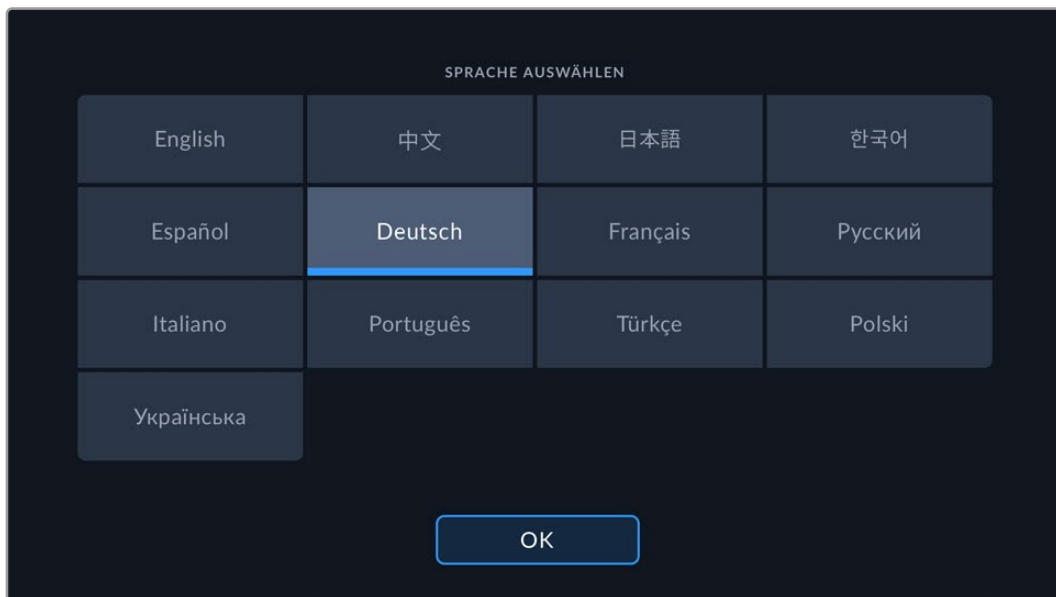 SPRACHE AUSWÄHLEN
English 中文 日本語 한국어
Español Deutsch Français Русский
Italiano Português Türkçe Polski
Українська
OK